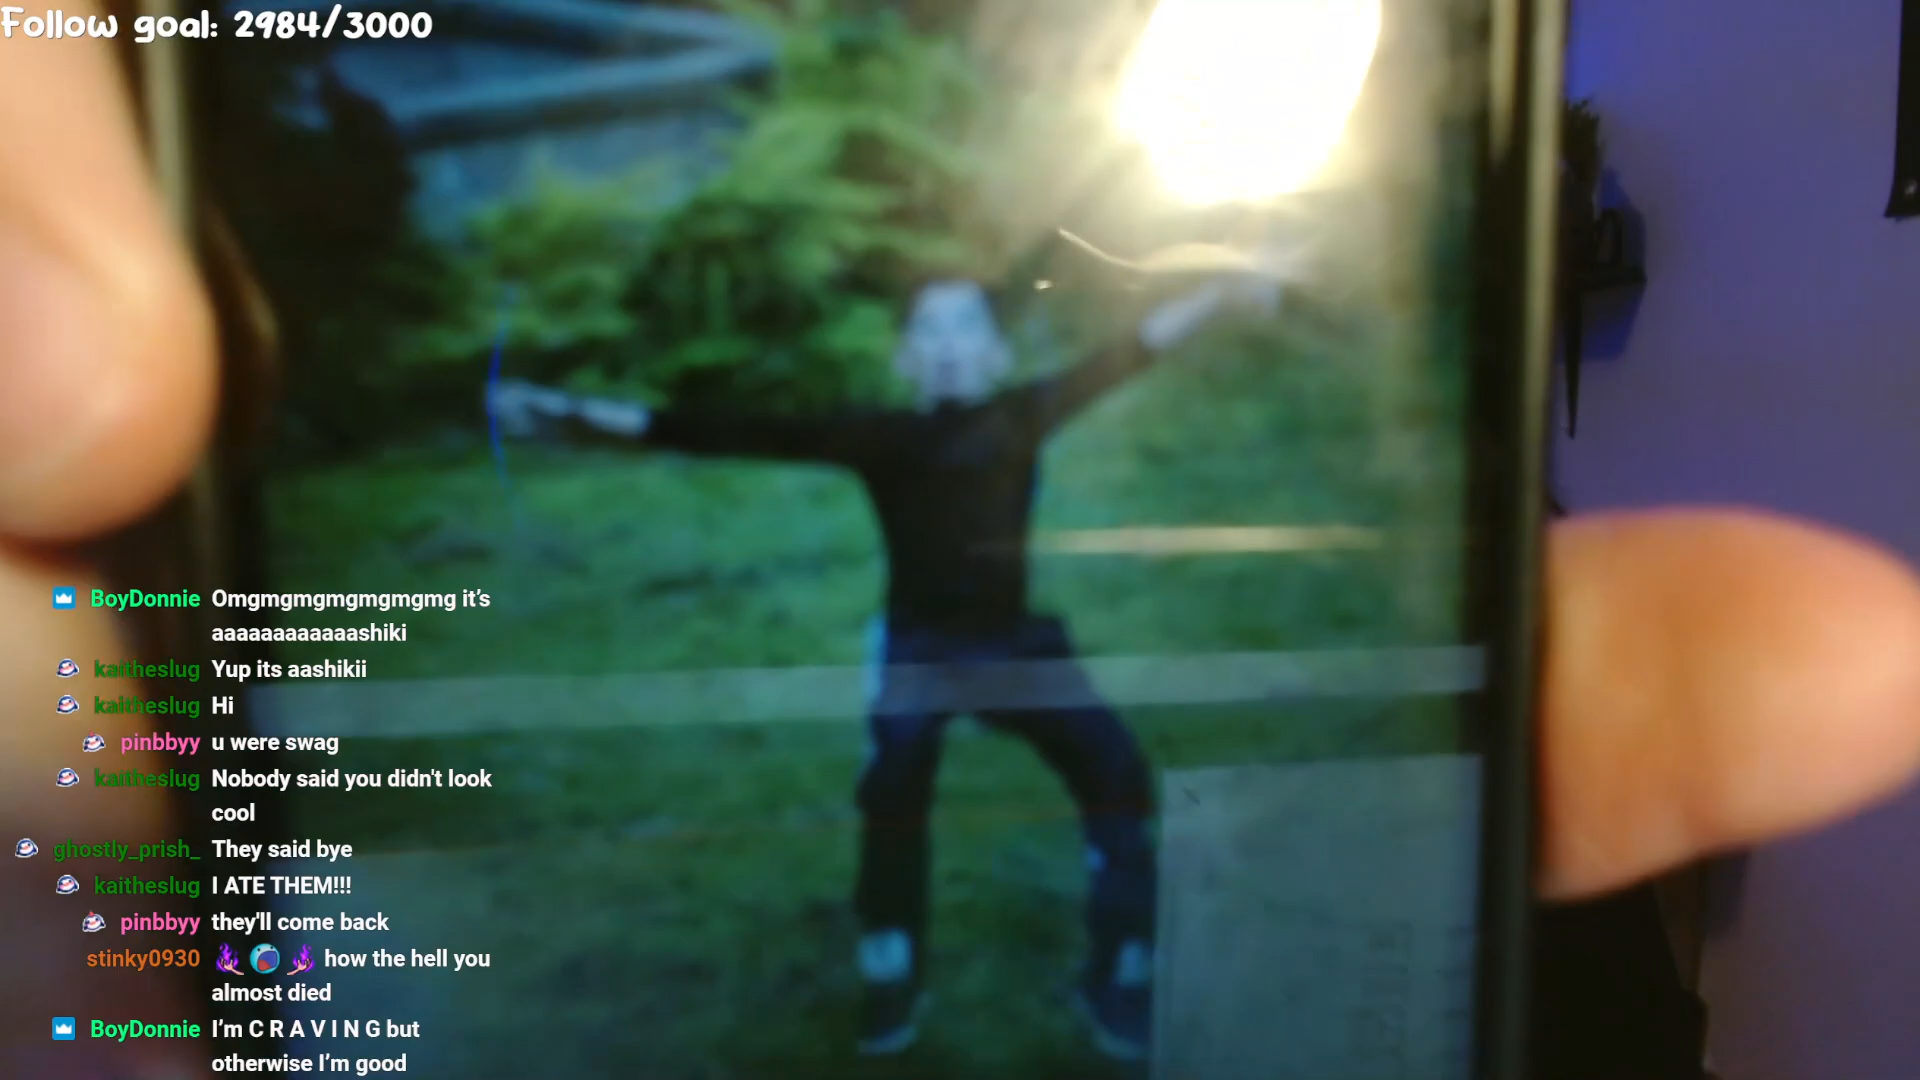 Follow goal: 2984/3000
BoyDonnie Omgmgmgmgmgmgmg it’s
aaaaaaaaaaaashiki
kaitheslug Yup its aashikii
kaitheslug Hi
pinbbyy u were swag
kaitheslug Nobody said you didn't look
cool
ghostly_prish_ They said bye
kaitheslug I ATE THEM!!!
pinbbyy they'll come back
stinky0930 how the hell you
almost died
BoyDonnie I’m C R A V I N G but
otherwise I’m good